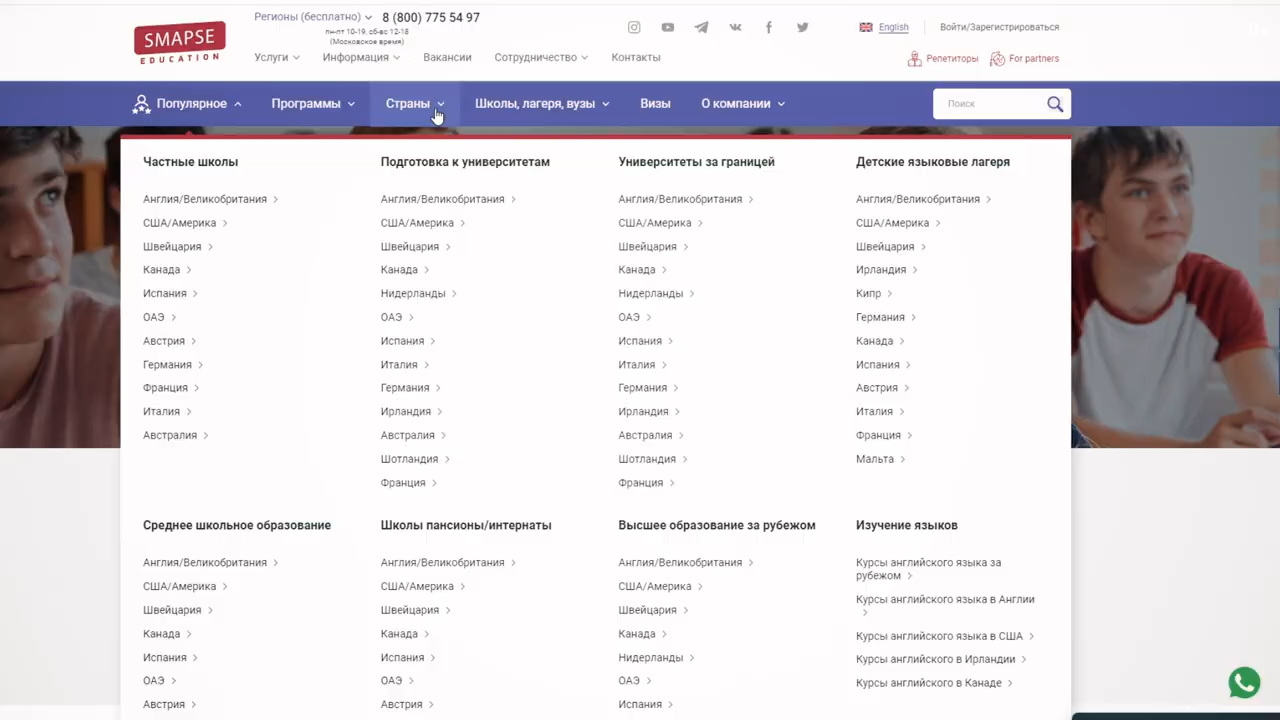 SMAPSE
EDUCATION
Регионы (бесплатно)
8 (800) 775 54 97
пн-пт 10-19, сб-вс 12-18
(Московское время)
English
Войти/Зарегистрироваться
Услуги
Информация
Вакансии
Сотрудничество
Контакты
Репетиторы
For partners
Популярное
Программы
Страны
Школы, лагеря, вузы
Визы
О компании
Поиск
Частные школы
Англия/Великобритания
США/Америка
Швейцария
Канада
Испания
ОАЭ
Австрия
Германия
Франция
Италия
Австралия
Подготовка к университетам
Англия/Великобритания
США/Америка
Швейцария
Канада
Нидерланды
ОАЭ
Испания
Италия
Германия
Ирландия
Австралия
Шотландия
Франция
Университеты за границей
Англия/Великобритания
США/Америка
Швейцария
Канада
Нидерланды
ОАЭ
Испания
Италия
Германия
Ирландия
Австралия
Шотландия
Франция
Детские языковые лагеря
Англия/Великобритания
США/Америка
Швейцария
Ирландия
Кипр
Германия
Канада
Испания
Австрия
Италия
Франция
Мальта
Среднее школьное образование
Англия/Великобритания
США/Америка
Швейцария
Канада
Испания
ОАЭ
Австрия
Школы пансионы/интернаты
Англия/Великобритания
США/Америка
Швейцария
Канада
Испания
ОАЭ
Австрия
Высшее образование за рубежом
Англия/Великобритания
США/Америка
Швейцария
Канада
Нидерланды
ОАЭ
Испания
Изучение языков
Курсы английского языка за
рубежом
Курсы английского языка в Англии
Курсы английского языка в США
Курсы английского в Ирландии
Курсы английского в Канаде